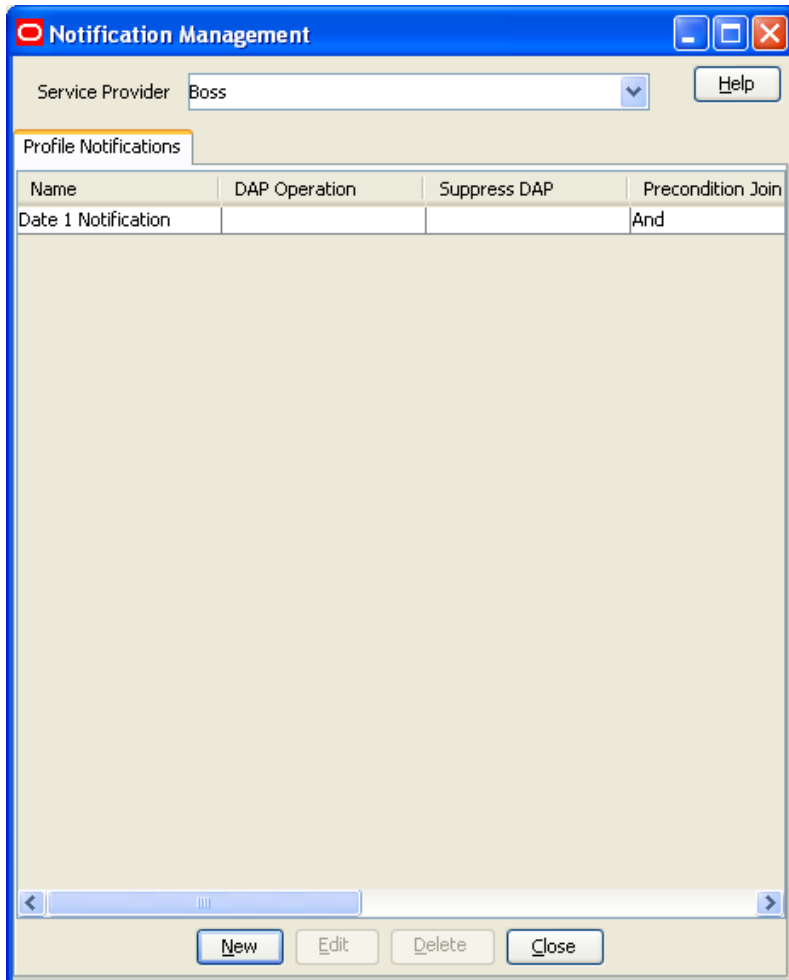 Notification Management
Service Provider Boss Help
Profile Notifications
Name DAP Operation Suppress DAP Precondition Join
Date 1 Notification And
New Edit Delete Close